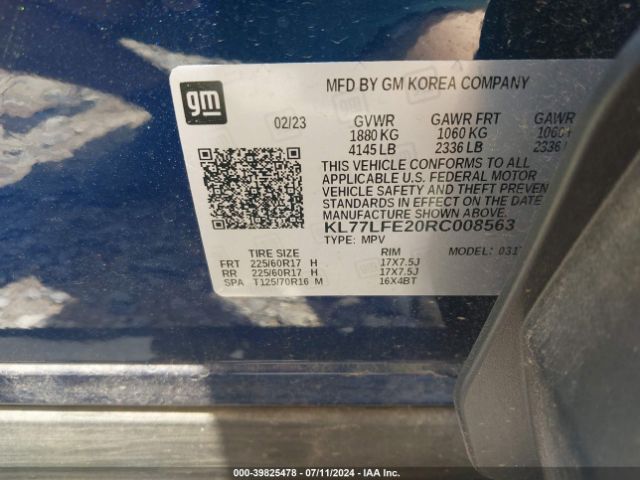 gm
MFD BY GM KOREA COMPANY
02/23 GVWR GAWR FRT GAWR
1880 KG 1060 KG
4145 LB 2336 LB 2336
THIS VEHICLE CONFORMS TO ALL
APPLICABLE U.S. FEDERAL MOTOR
VEHICLE SAFETY AND THEFT PREVENT
STANDARDS IN EFFECT ON
MANUFACTURE SHOWN ABOVE.
KL77LFE20RC008563
TYPE: MPV MODEL:
TIRE SIZE RIM
FRT 225/60R17 H 17X7.5J
RR 225/60R17 H 17X7.5J
SPA T125/70R16 M 16X4BT
000-39825478 / 07/11/2024 - IAA Inc.